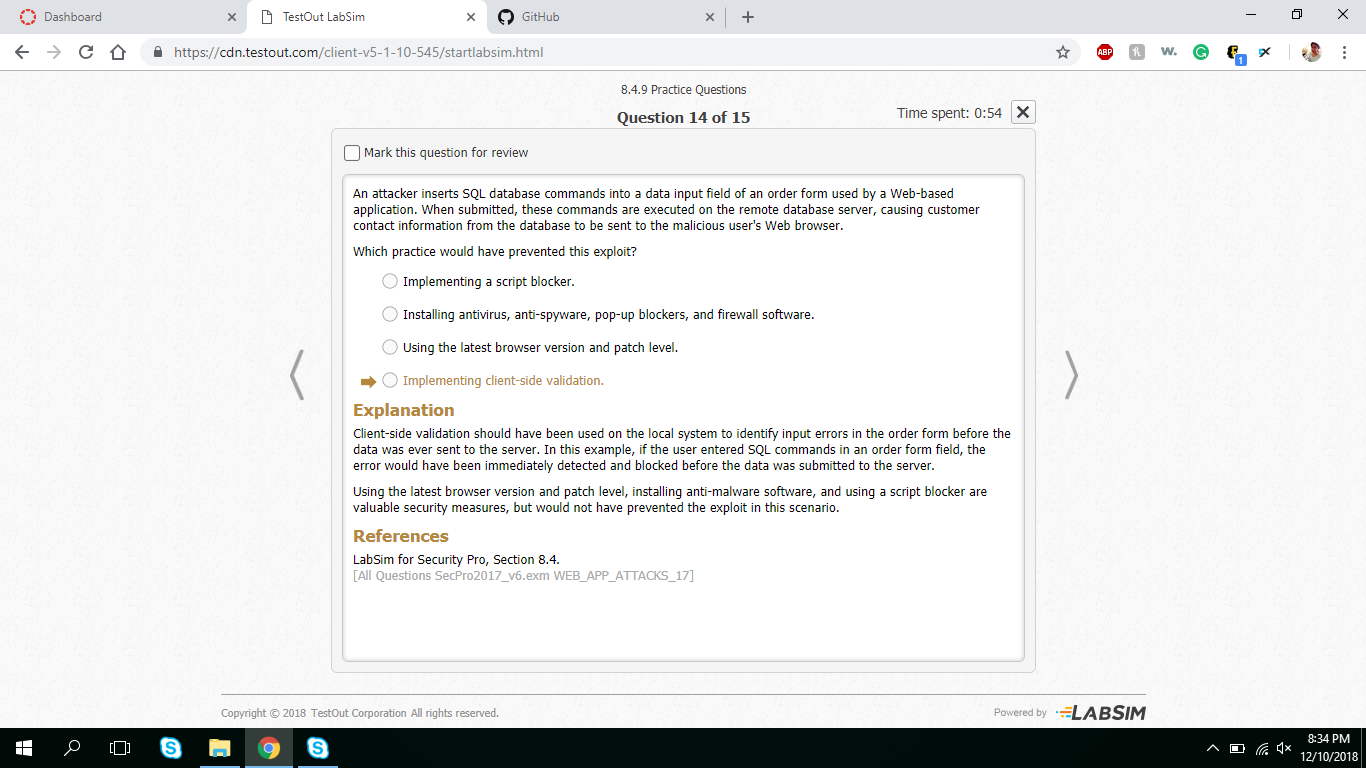 Dashboard
TestOut LabSim
GitHub
https://cdn.testout.com/client-v5-1-10-545/startlabsim.html
ABP
w.
1
8.4.9 Practice Questions
Question 14 of 15
Time spent: 0:54
Mark this question for review
An attacker inserts SQL database commands into a data input field of an order form used by a Web-based
application. When submitted, these commands are executed on the remote database server, causing customer
contact information from the database to be sent to the malicious user's Web browser.
Which practice would have prevented this exploit?
Implementing a script blocker.
Installing antivirus, anti-spyware, pop-up blockers, and firewall software.
Using the latest browser version and patch level.
Implementing client-side validation.
Explanation
Client-side validation should have been used on the local system to identify input errors in the order form before the
data was ever sent to the server. In this example, if the user entered SQL commands in an order form field, the
error would have been immediately detected and blocked before the data was submitted to the server.
Using the latest browser version and patch level, installing anti-malware software, and using a script blocker are
valuable security measures, but would not have prevented the exploit in this scenario.
References
LabSim for Security Pro, Section 8.4.
[All Questions SecPro2017_v6.exm WEB_APP_ATTACKS_17]
Copyright © 2018 TestOut Corporation All rights reserved.
Powered by LABSIM
8:34 PM
12/10/2018